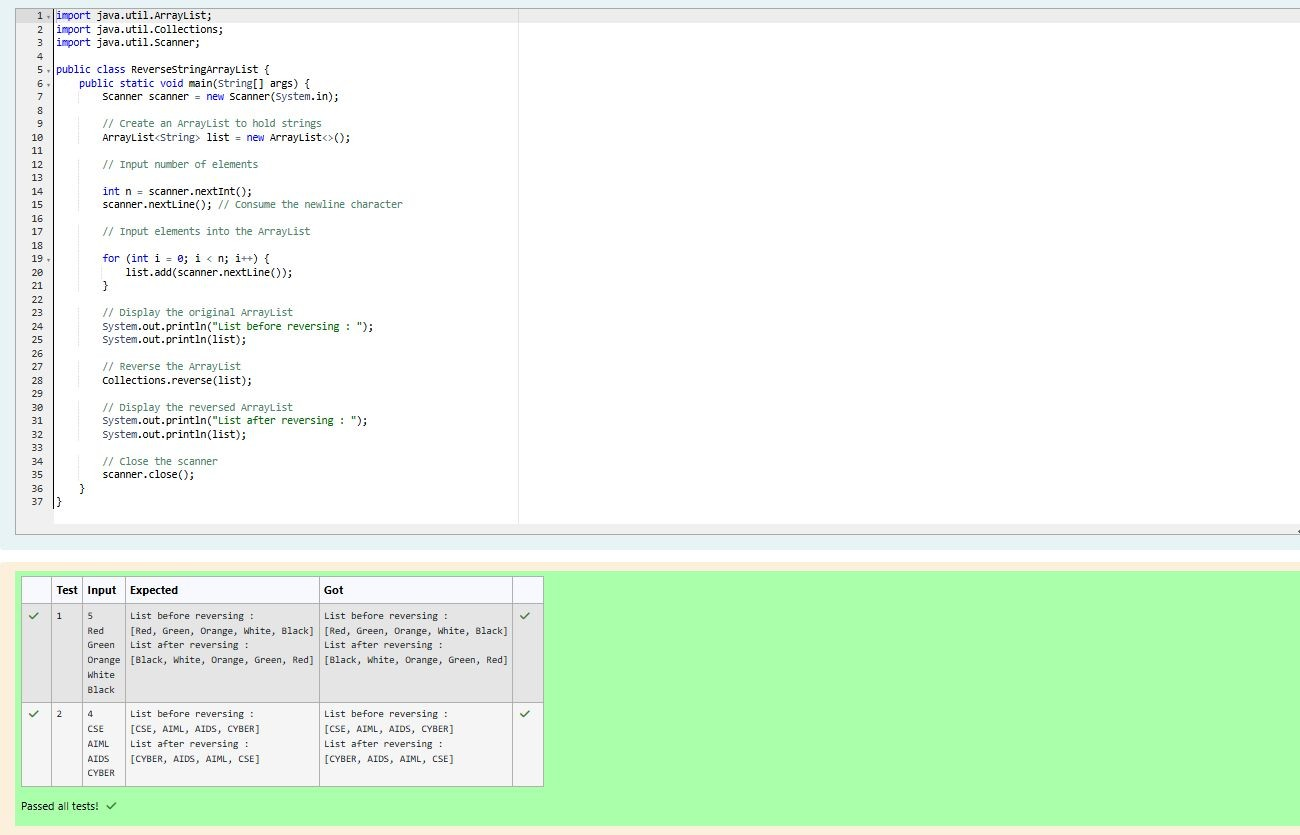 1 import java.util.ArrayList;
2 import java.util.Collections;
3 import java.util.Scanner;
4
5 public class ReverseStringArrayList {
6     public static void main(String[] args) {
7         Scanner scanner = new Scanner(System.in);
8
9         // Create an ArrayList to hold strings
10         ArrayList<String> list = new ArrayList<>();
11
12         // Input number of elements
13
14         int n = scanner.nextInt();
15         scanner.nextLine(); // Consume the newline character
16
17         // Input elements into the ArrayList
18
19         for (int i = 0; i < n; i++) {
20             list.add(scanner.nextLine());
21         }
22
23         // Display the original ArrayList
24         System.out.println("List before reversing : ");
25         System.out.println(list);
26
27         // Reverse the ArrayList
28         Collections.reverse(list);
29
30         // Display the reversed ArrayList
31         System.out.println("List after reversing : ");
32         System.out.println(list);
33
34         // Close the scanner
35         scanner.close();
36     }
37 }
Test Input Expected Got
1 5 List before reversing : List before reversing :
Red [Red, Green, Orange, White, Black] [Red, Green, Orange, White, Black]
Green List after reversing : List after reversing :
Orange [Black, White, Orange, Green, Red] [Black, White, Orange, Green, Red]
White
Black
2 4 List before reversing : List before reversing :
CSE [CSE, AIML, AIDS, CYBER] [CSE, AIML, AIDS, CYBER]
AIML List after reversing : List after reversing :
AIDS [CYBER, AIDS, AIML, CSE] [CYBER, AIDS, AIML, CSE]
CYBER
Passed all tests!